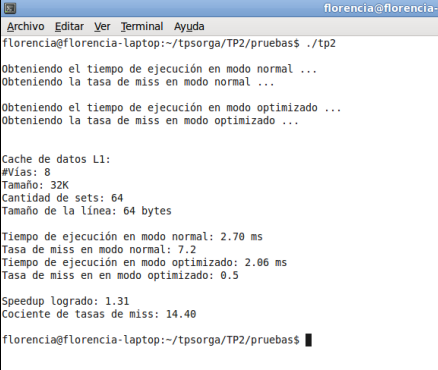 florencia@florencia-
Archivo Editar Ver Terminal Ayuda
florencia@florencia-laptop:~/tpsorga/TP2/pruebas$ ./tp2
Obteniendo el tiempo de ejecución en modo normal ...
Obteniendo la tasa de miss en modo normal ...
Obteniendo el tiempo de ejecución en modo optimizado ...
Obteniendo la tasa de miss en modo optimizado ...
Cache de datos L1:
#Vías: 8
Tamaño: 32K
Cantidad de sets: 64
Tamaño de la línea: 64 bytes
Tiempo de ejecución en modo normal: 2.70 ms
Tasa de miss en modo normal: 7.2
Tiempo de ejecución en modo optimizado: 2.06 ms
Tasa de miss en en modo optimizado: 0.5
Speedup logrado: 1.31
Cociente de tasas de miss: 14.40
florencia@florencia-laptop:~/tpsorga/TP2/pruebas$